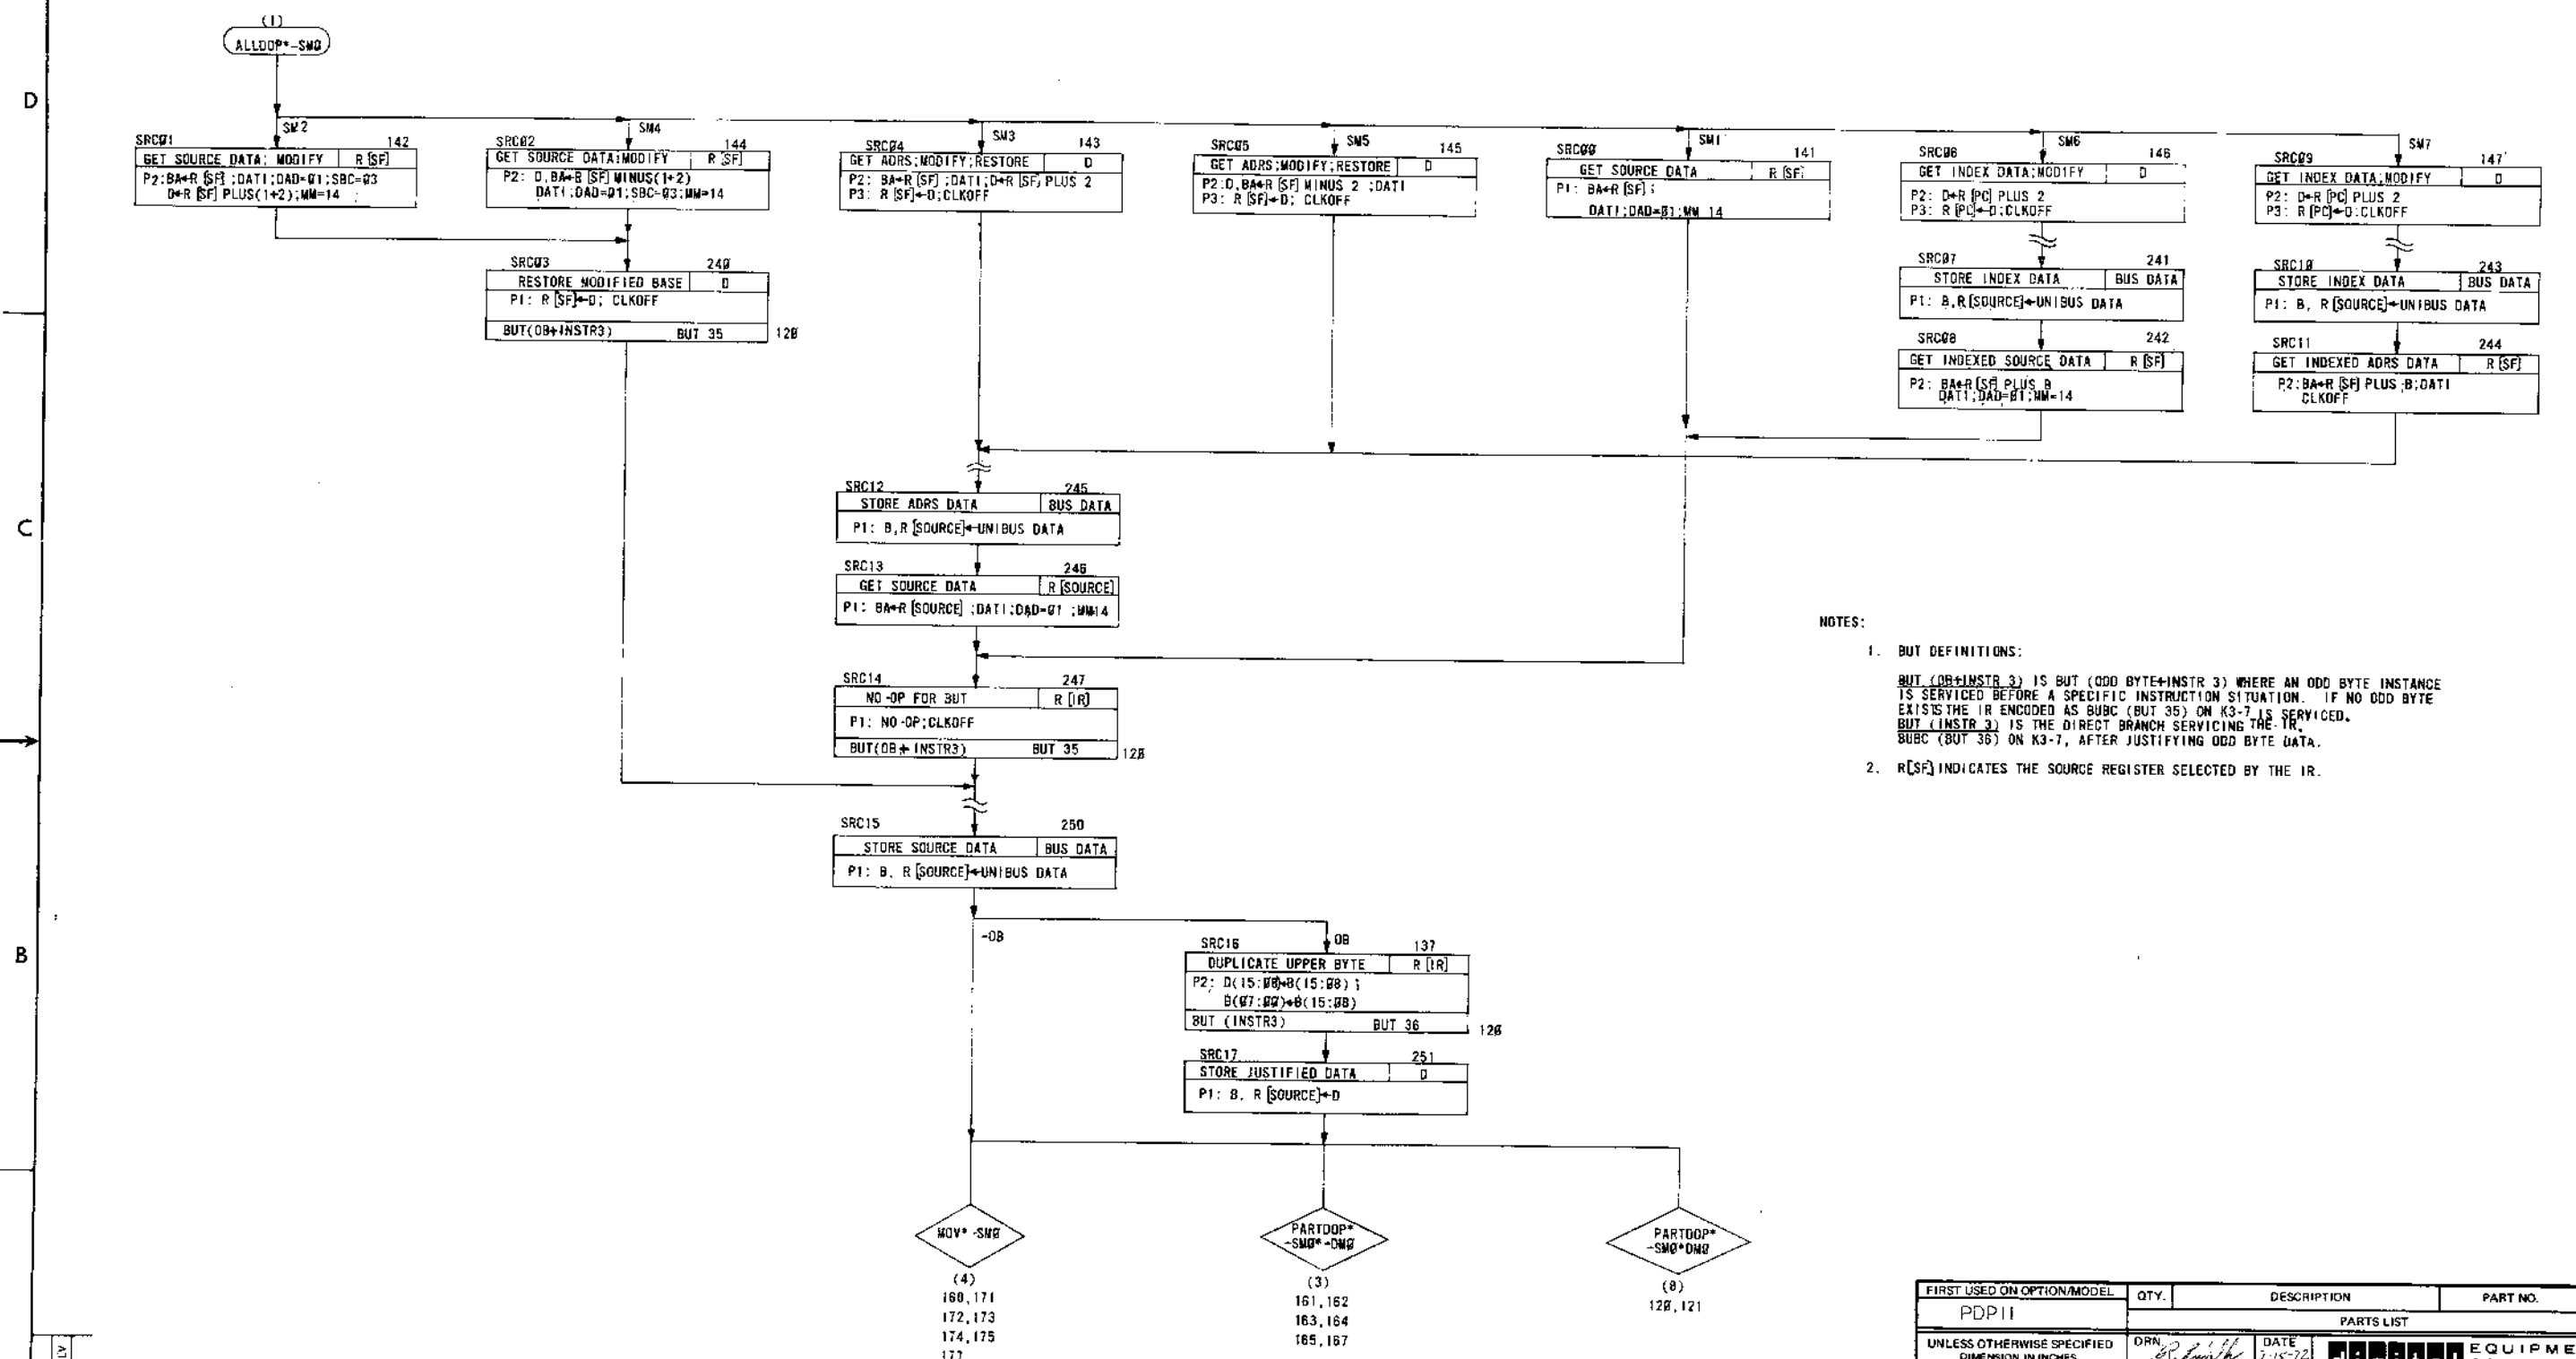 (1)
ALLDOP*-SMØ
D
SM2
SM4
SM3
SM5
SM1
SM6
SM7
SRCØ1 142
GET SOURCE DATA; MODIFY R [SF]
P2:BA←R [SF] ;DATI;DAD=Ø1;SBC=Ø3
D←R [SF] PLUS(1+2);MM=14
SRCØ2 144
GET SOURCE DATA;MODIFY R [SF]
P2: D,BA←R [SF] MINUS(1+2)
DATI;DAD=Ø1;SBC=Ø3;MM=14
SRCØ4 143
GET ADRS;MODIFY;RESTORE D
P2: BA←R [SF] ;DATI;D←R [SF] PLUS 2
P3: R [SF]←D;CLKOFF
SRCØ5 145
GET ADRS;MODIFY;RESTORE D
P2:D,BA←R [SF] MINUS 2 ;DATI
P3: R [SF]←D; CLKOFF
SRCØØ 141
GET SOURCE DATA R [SF]
P1: BA←R [SF] ;
DATI;DAD=Ø1;MM 14
SRCØ6 146
GET INDEX DATA;MODIFY D
P2: D←R [PC] PLUS 2
P3: R [PC]←D;CLKOFF
SRCØ9 147
GET INDEX DATA;MODIFY D
P2: D←R [PC] PLUS 2
P3: R [PC]←D;CLKOFF
SRCØ3 24Ø
RESTORE MODIFIED BASE D
P1: R [SF]←D; CLKOFF
BUT(OB+INSTR3) BUT 35 12Ø
SRCØ7 241
STORE INDEX DATA BUS DATA
P1: B,R[SOURCE]←UNIBUS DATA
SRC1Ø 243
STORE INDEX DATA BUS DATA
P1: B, R [SOURCE]←UNIBUS DATA
SRCØ8 242
GET INDEXED SOURCE DATA R [SF]
P2: BA←R [SF] PLUS B
DATI;DAD=Ø1;MM=14
SRC11 244
GET INDEXED ADRS DATA R [SF]
P2:BA←R [SF] PLUS B;DATI
CLKOFF
C
SRC12 245
STORE ADRS DATA BUS DATA
P1: B,R [SOURCE]←UNIBUS DATA
SRC13 246
GET SOURCE DATA R [SOURCE]
P1: BA←R [SOURCE] ;DATI;DAD=Ø1 ;MM14
SRC14 247
NO-OP FOR BUT R [IR]
P1: NO-OP;CLKOFF
BUT(OB+ INSTR3) BUT 35 12Ø
NOTES:
1. BUT DEFINITIONS:
BUT (OB+INSTR 3) IS BUT (ODD BYTE+INSTR 3) WHERE AN ODD BYTE INSTANCE
IS SERVICED BEFORE A SPECIFIC INSTRUCTION SITUATION. IF NO ODD BYTE
EXISTS THE IR ENCODED AS BUBC (BUT 35) ON K3-7 IS SERVICED.
BUT (INSTR 3) IS THE DIRECT BRANCH SERVICING THE IR,
BUBC (BUT 36) ON K3-7, AFTER JUSTIFYING ODD BYTE DATA.
2. R[SF] INDICATES THE SOURCE REGISTER SELECTED BY THE IR.
SRC15 250
STORE SOURCE DATA BUS DATA
P1: B, R [SOURCE]←UNIBUS DATA
B
-OB
OB
SRC16 137
DUPLICATE UPPER BYTE R [IR]
P2: D(15:Ø8)←B(15:Ø8) ;
B(Ø7:ØØ)←B(15:Ø8)
BUT (INSTR3) BUT 36 12Ø
SRC17 251
STORE JUSTIFIED DATA D
P1: B, R [SOURCE]←D
MOV* -SMØ
PARTDOP*
-SMØ*-DMØ
PARTDOP*
-SMØ*DMØ
(4)
160,171
172,173
174,175
177
(3)
161,162
163,164
165,167
(8)
12Ø,121
FIRST USED ON OPTION/MODEL QTY. DESCRIPTION PART NO.
PDP11
PARTS LIST
UNLESS OTHERWISE SPECIFIED
DIMENSION IN INCHES
DRN. DATE
EQUIPME